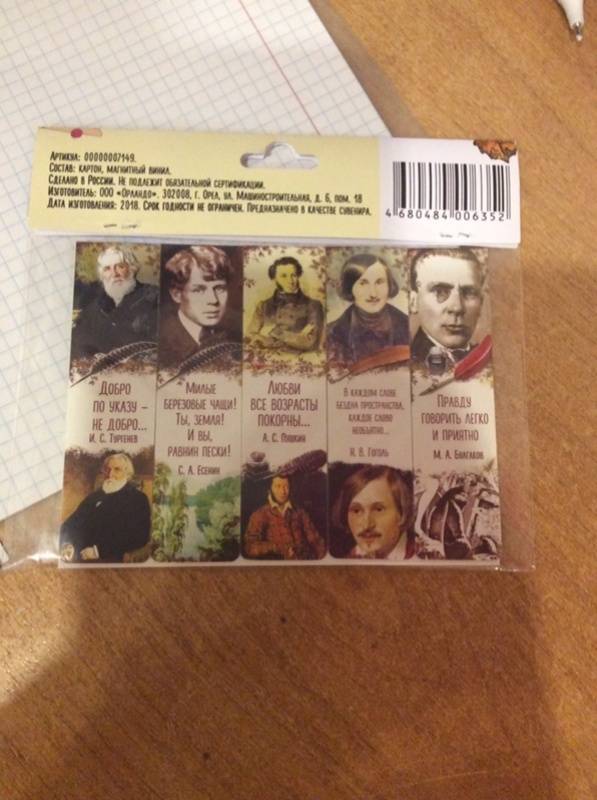 Артикул: 00000007149.
Состав: картон, магнитный винил.
Сделано в России. Не подлежит обязательной сертификации.
Изготовитель: ООО «Орландо», 302008, г. Орел, ул. Машиностроительная, д. 6, пом. 18
Дата изготовления: 2018. Срок годности не ограничен. Предназначено в качестве сувенира.
4 680484 006352
Добро
по указу –
не добро...
И. С. Тургенев
Милые
березовые чащи!
Ты, земля!
И вы,
равнин пески!
С. А. Есенин
Любви
все возрасты
покорны...
А. С. Пушкин
В каждом слове
бездна пространства,
каждое слово
необъятно...
Н. В. Гоголь
Правду
говорить легко
и приятно
М. А. Булгаков